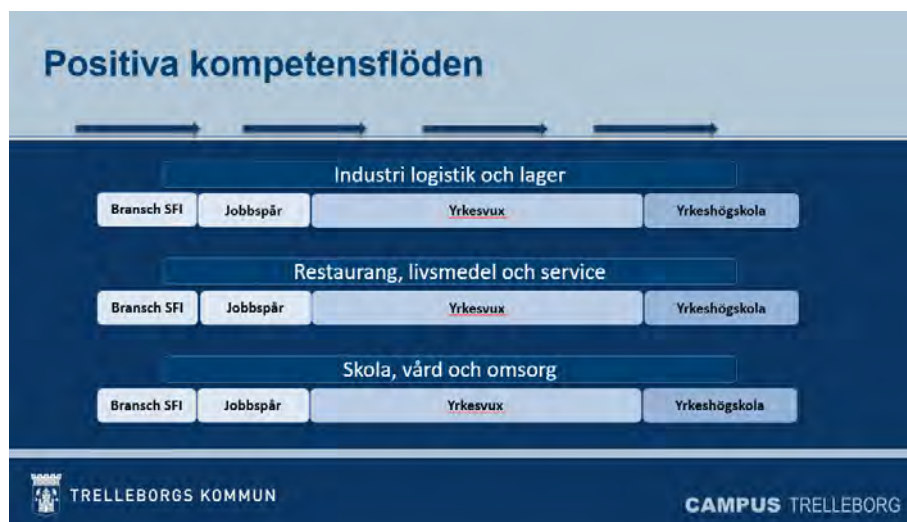 Positiva kompetensflöden
Industri logistik och lager
Bransch SFI Jobbspår Yrkesvux Yrkeshögskola
Restaurang, livsmedel och service
Bransch SFI Jobbspår Yrkesvux Yrkeshögskola
Skola, vård och omsorg
Bransch SFI Jobbspår Yrkesvux Yrkeshögskola
TRELLEBORGS KOMMUN
CAMPUS TRELLEBORG